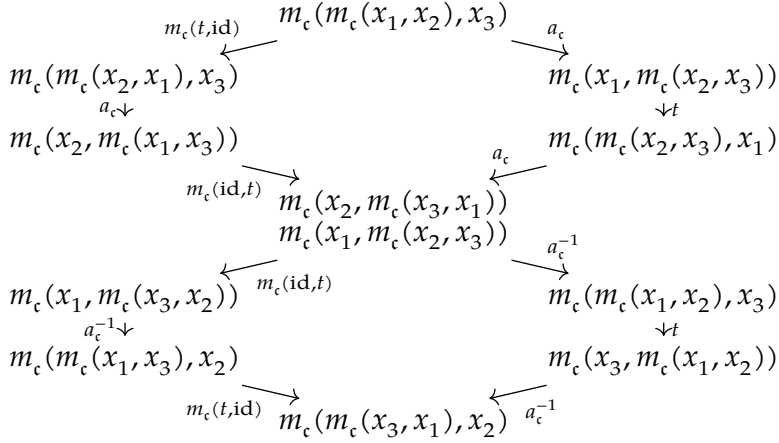 m_𝔠(m_𝔠(x_1, x_2), x_3)
m_𝔠(t,id) a_𝔠
m_𝔠(m_𝔠(x_2, x_1), x_3) m_𝔠(x_1, m_𝔠(x_2, x_3))
a_𝔠 t
m_𝔠(x_2, m_𝔠(x_1, x_3)) m_𝔠(m_𝔠(x_2, x_3), x_1)
m_𝔠(id,t) a_𝔠
m_𝔠(x_2, m_𝔠(x_3, x_1))
m_𝔠(x_1, m_𝔠(x_2, x_3))
m_𝔠(id,t) a_𝔠^{-1}
m_𝔠(x_1, m_𝔠(x_3, x_2)) m_𝔠(m_𝔠(x_1, x_2), x_3)
a_𝔠^{-1} t
m_𝔠(m_𝔠(x_1, x_3), x_2) m_𝔠(x_3, m_𝔠(x_1, x_2))
m_𝔠(t,id) a_𝔠^{-1}
m_𝔠(m_𝔠(x_3, x_1), x_2)